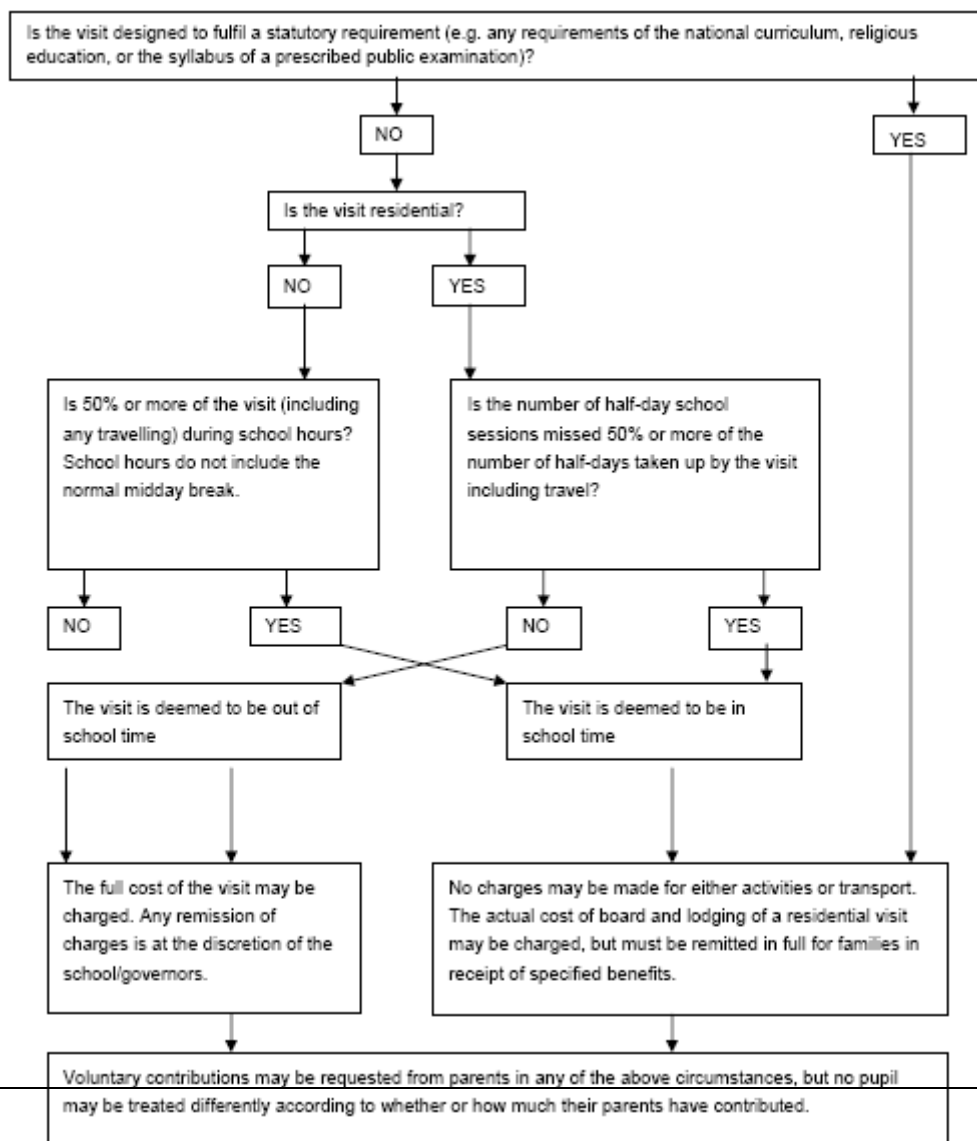 Is the visit designed to fulfil a statutory requirement (e.g. any requirements of the national curriculum, religious
education, or the syllabus of a prescribed public examination)?
NO
YES
Is the visit residential?
NO
YES
Is 50% or more of the visit (including
any travelling) during school hours?
School hours do not include the
normal midday break.
Is the number of half-day school
sessions missed 50% or more of the
number of half-days taken up by the visit
including travel?
NO
YES
NO
YES
The visit is deemed to be out of
school time
The visit is deemed to be in
school time
The full cost of the visit may be
charged. Any remission of
charges is at the discretion of the
school/governors.
No charges may be made for either activities or transport.
The actual cost of board and lodging of a residential visit
may be charged, but must be remitted in full for families in
receipt of specified benefits.
Voluntary contributions may be requested from parents in any of the above circumstances, but no pupil
may be treated differently according to whether or how much their parents have contributed.